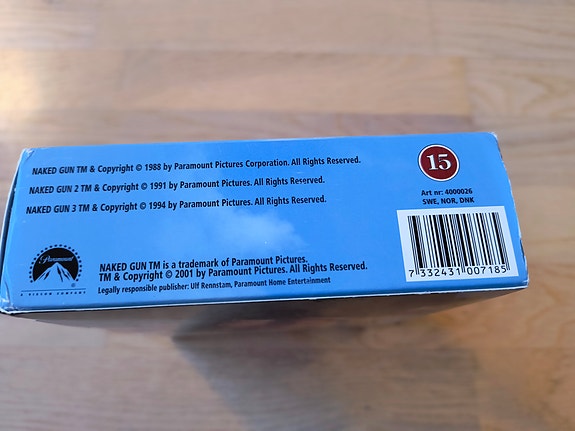 NAKED GUN TM & Copyright © 1988 by Paramount Pictures Corporation. All Rights Reserved.
NAKED GUN 2 TM & Copyright © 1991 by Paramount Pictures. All Rights Reserved.
NAKED GUN 3 TM & Copyright © 1994 by Paramount Pictures. All Rights Reserved.
15
Art nr: 4000026
SWE, NOR, DNK
7 332431 007185
Paramount
®
A VIACOM COMPANY
NAKED GUN TM is a trademark of Paramount Pictures.
TM & Copyright © 2001 by Paramount Pictures. All Rights Reserved.
Legally responsible publisher: Ulf Rennstam, Paramount Home Entertainment